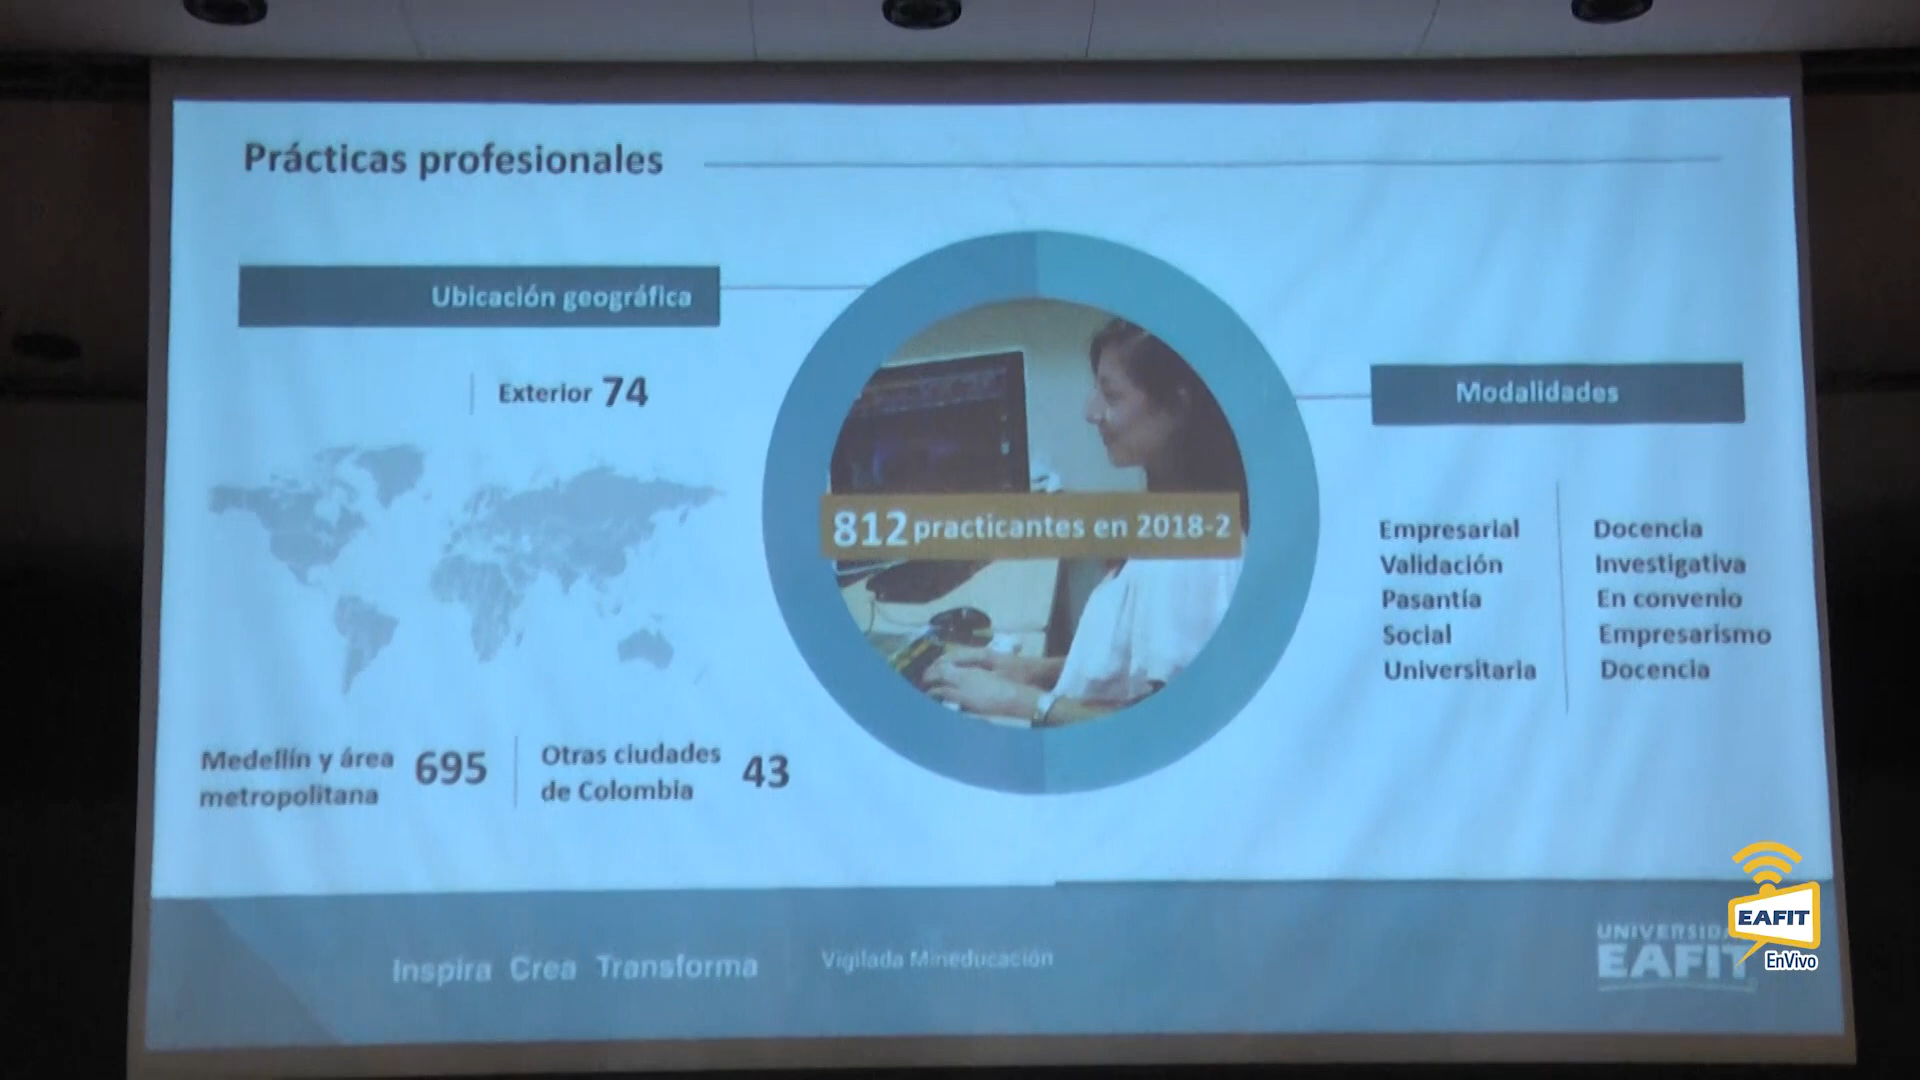 Prácticas profesionales
Ubicación geográfica
Exterior 74
Medellín y área
metropolitana
695
Otras ciudades
de Colombia
43
812 practicantes en 2018-2
Modalidades
Empresarial
Validación
Pasantía
Social
Universitaria
Docencia
Investigativa
En convenio
Empresarismo
Docencia
Inspira Crea Transforma
Vigilada Mineducación
EAFIT
EAFIT
EnVivo